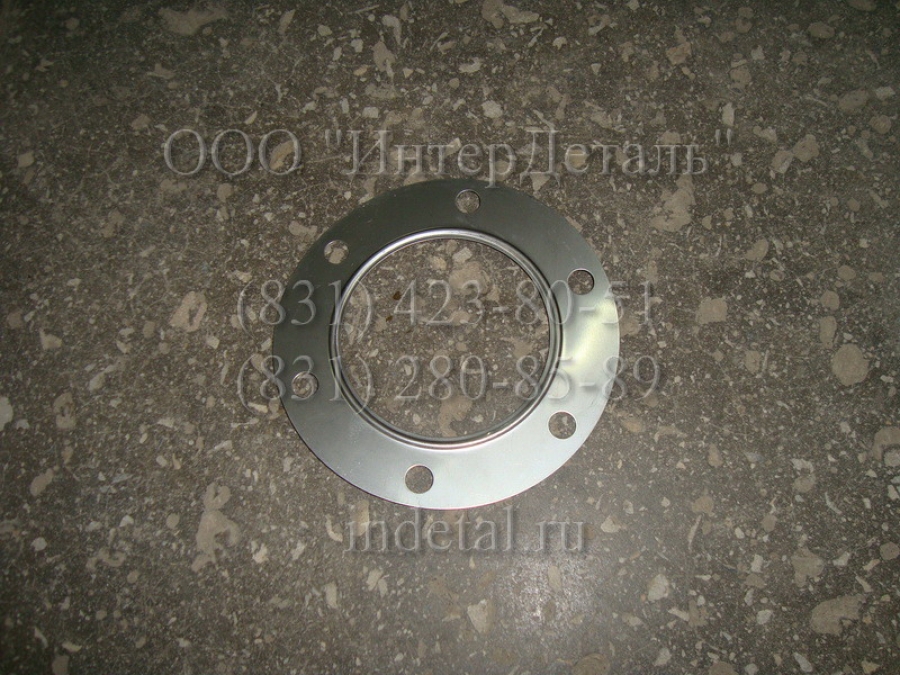 ООО "ИнтерДеталь"
(831) 423-80-51
(831) 280-85-89
indetal.ru